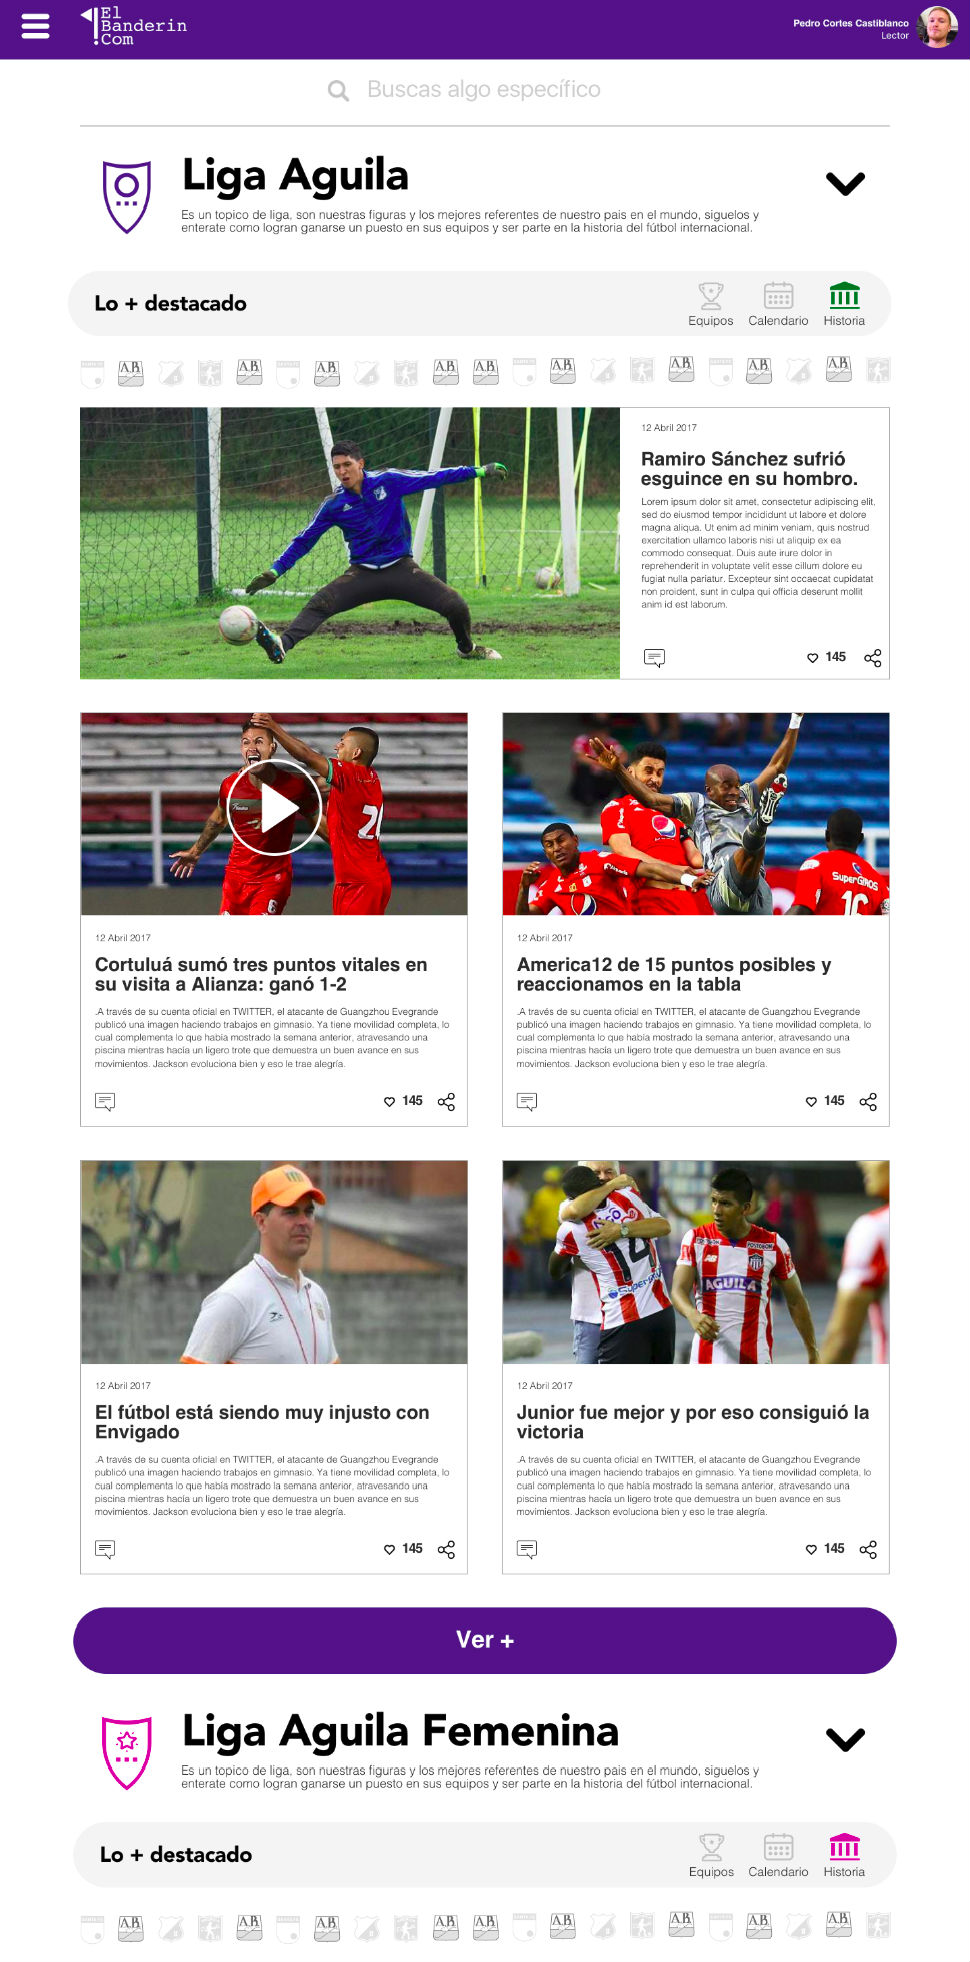 El
Banderin
.Com
Pedro Cortes Castiblanco
Lector
Buscas algo específico
Liga Aguila
Es un topico de liga, son nuestras figuras y los mejores referentes de nuestro pais en el mundo, siguelos y
enterate como logran ganarse un puesto en sus equipos y ser parte en la historia del fútbol internacional.
Lo + destacado
Equipos
Calendario
Historia
A.B. A.B. A.B. A.B. A.B. A.B. A.B. A.B. A.B.
12 Abril 2017
Ramiro Sánchez sufrió
esguince en su hombro.
Lorem ipsum dolor sit amet, consectetur adipiscing elit,
sed do eiusmod tempor incididunt ut labore et dolore
magna aliqua. Ut enim ad minim veniam, quis nostrud
exercitation ullamco laboris nisi ut aliquip ex ea
commodo consequat. Duis aute irure dolor in
reprehenderit in voluptate velit esse cillum dolore eu
fugiat nulla pariatur. Excepteur sint occaecat cupidatat
non proident, sunt in culpa qui officia deserunt mollit
anim id est laborum.
145
6
2
SuperGIROS
16
12 Abril 2017
Cortuluá sumó tres puntos vitales en
su visita a Alianza: ganó 1-2
.A través de su cuenta oficial en TWITTER, el atacante de Guangzhou Evegrande
publicó una imagen haciendo trabajos en gimnasio. Ya tiene movilidad completa, lo
cual complementa lo que había mostrado la semana anterior, atravesando una
piscina mientras hacía un ligero trote que demuestra un buen avance en sus
movimientos. Jackson evoluciona bien y eso le trae alegría.
145
12 Abril 2017
America12 de 15 puntos posibles y
reaccionamos en la tabla
.A través de su cuenta oficial en TWITTER, el atacante de Guangzhou Evegrande
publicó una imagen haciendo trabajos en gimnasio. Ya tiene movilidad completa, lo
cual complementa lo que había mostrado la semana anterior, atravesando una
piscina mientras hacía un ligero trote que demuestra un buen avance en sus
movimientos. Jackson evoluciona bien y eso le trae alegría.
145
14
POSTOBON
NB
AGUILA
12 Abril 2017
El fútbol está siendo muy injusto con
Envigado
.A través de su cuenta oficial en TWITTER, el atacante de Guangzhou Evegrande
publicó una imagen haciendo trabajos en gimnasio. Ya tiene movilidad completa, lo
cual complementa lo que había mostrado la semana anterior, atravesando una
piscina mientras hacía un ligero trote que demuestra un buen avance en sus
movimientos. Jackson evoluciona bien y eso le trae alegría.
145
12 Abril 2017
Junior fue mejor y por eso consiguió la
victoria
.A través de su cuenta oficial en TWITTER, el atacante de Guangzhou Evegrande
publicó una imagen haciendo trabajos en gimnasio. Ya tiene movilidad completa, lo
cual complementa lo que había mostrado la semana anterior, atravesando una
piscina mientras hacía un ligero trote que demuestra un buen avance en sus
movimientos. Jackson evoluciona bien y eso le trae alegría.
145
Ver +
Liga Aguila Femenina
Es un topico de liga, son nuestras figuras y los mejores referentes de nuestro pais en el mundo, siguelos y
enterate como logran ganarse un puesto en sus equipos y ser parte en la historia del fútbol internacional.
Lo + destacado
Equipos
Calendario
Historia
A.B. A.B. A.B. A.B. A.B. A.B. A.B. A.B. A.B.